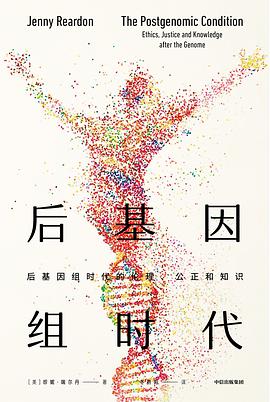 Jenny Reardon
The Postgenomic Condition
Ethics, Justice and Knowledge
after the Genome
后基因
后基因组时代的伦理、公正和知识
组时代
[美]珍妮·瑞尔丹 著 译
中信出版集团